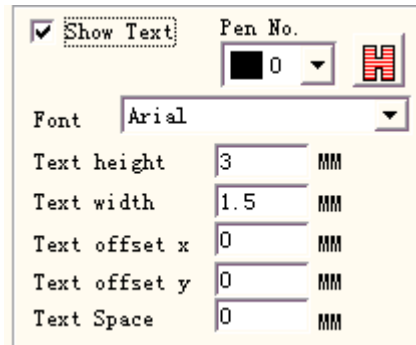 Show Text Pen No.
0
Font Arial
Text height 3 MM
Text width 1.5 MM
Text offset x 0 MM
Text offset y 0 MM
Text Space 0 MM